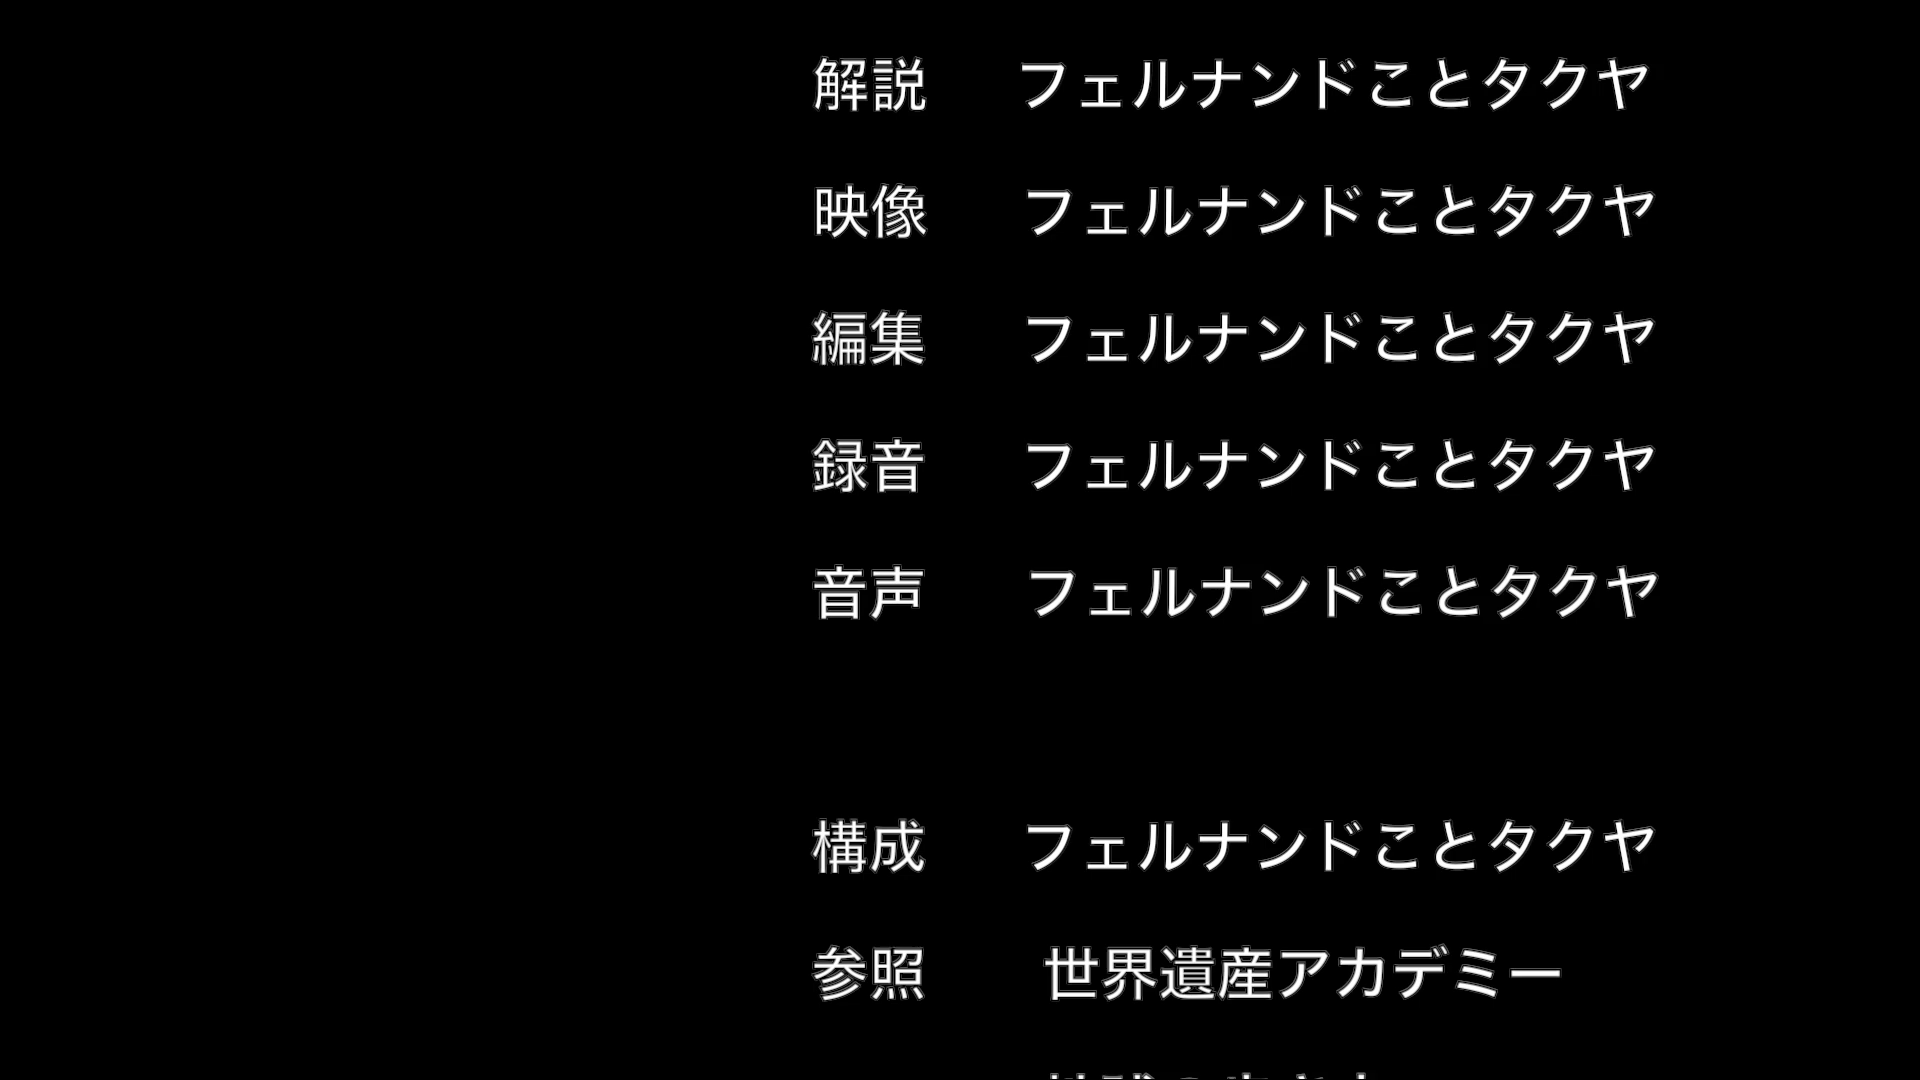 解説 フェルナンドことタクヤ
映像 フェルナンドことタクヤ
編集 フェルナンドことタクヤ
録音 フェルナンドことタクヤ
音声 フェルナンドことタクヤ
構成 フェルナンドことタクヤ
参照 世界遺産アカデミー